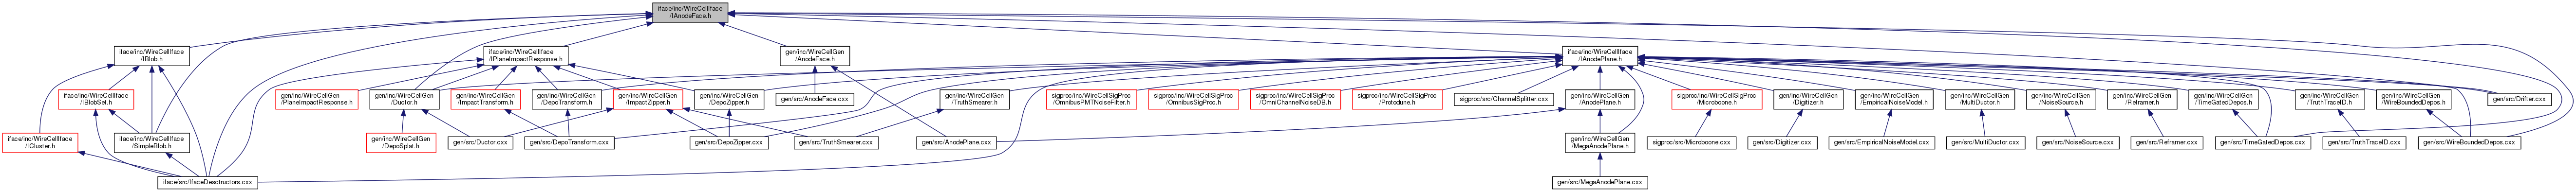 iface/inc/WireCellIface
/IAnodeFace.h
iface/inc/WireCellIface
/IBlob.h
iface/inc/WireCellIface
/IPlaneImpactResponse.h
gen/inc/WireCellGen
/AnodeFace.h
iface/inc/WireCellIface
/IAnodePlane.h
iface/inc/WireCellIface
/IBlobSet.h
gen/inc/WireCellGen
/PlaneImpactResponse.h
gen/inc/WireCellGen
/Ductor.h
gen/inc/WireCellGen
/ImpactTransform.h
gen/inc/WireCellGen
/DepoTransform.h
gen/inc/WireCellGen
/ImpactZipper.h
gen/inc/WireCellGen
/DepoZipper.h
gen/src/AnodeFace.cxx
gen/inc/WireCellGen
/TruthSmearer.h
sigproc/inc/WireCellSigProc
/OmnibusPMTNoiseFilter.h
sigproc/inc/WireCellSigProc
/OmnibusSigProc.h
sigproc/inc/WireCellSigProc
/OmniChannelNoiseDB.h
sigproc/inc/WireCellSigProc
/Protodune.h
sigproc/src/ChannelSplitter.cxx
gen/inc/WireCellGen
/AnodePlane.h
sigproc/inc/WireCellSigProc
/Microboone.h
gen/inc/WireCellGen
/Digitizer.h
gen/inc/WireCellGen
/EmpiricalNoiseModel.h
gen/inc/WireCellGen
/MultiDuctor.h
gen/inc/WireCellGen
/NoiseSource.h
gen/inc/WireCellGen
/Reframer.h
gen/inc/WireCellGen
/TimeGatedDepos.h
gen/inc/WireCellGen
/TruthTraceID.h
gen/inc/WireCellGen
/WireBoundedDepos.h
gen/src/Drifter.cxx
iface/inc/WireCellIface
/ICluster.h
iface/inc/WireCellIface
/SimpleBlob.h
gen/inc/WireCellGen
/DepoSplat.h
gen/src/Ductor.cxx
gen/src/DepoTransform.cxx
gen/src/DepoZipper.cxx
gen/src/TruthSmearer.cxx
gen/src/AnodePlane.cxx
gen/inc/WireCellGen
/MegaAnodePlane.h
sigproc/src/Microboone.cxx
gen/src/Digitizer.cxx
gen/src/EmpiricalNoiseModel.cxx
gen/src/MultiDuctor.cxx
gen/src/NoiseSource.cxx
gen/src/Reframer.cxx
gen/src/TimeGatedDepos.cxx
gen/src/TruthTraceID.cxx
gen/src/WireBoundedDepos.cxx
iface/src/IfaceDesctructors.cxx
gen/src/MegaAnodePlane.cxx